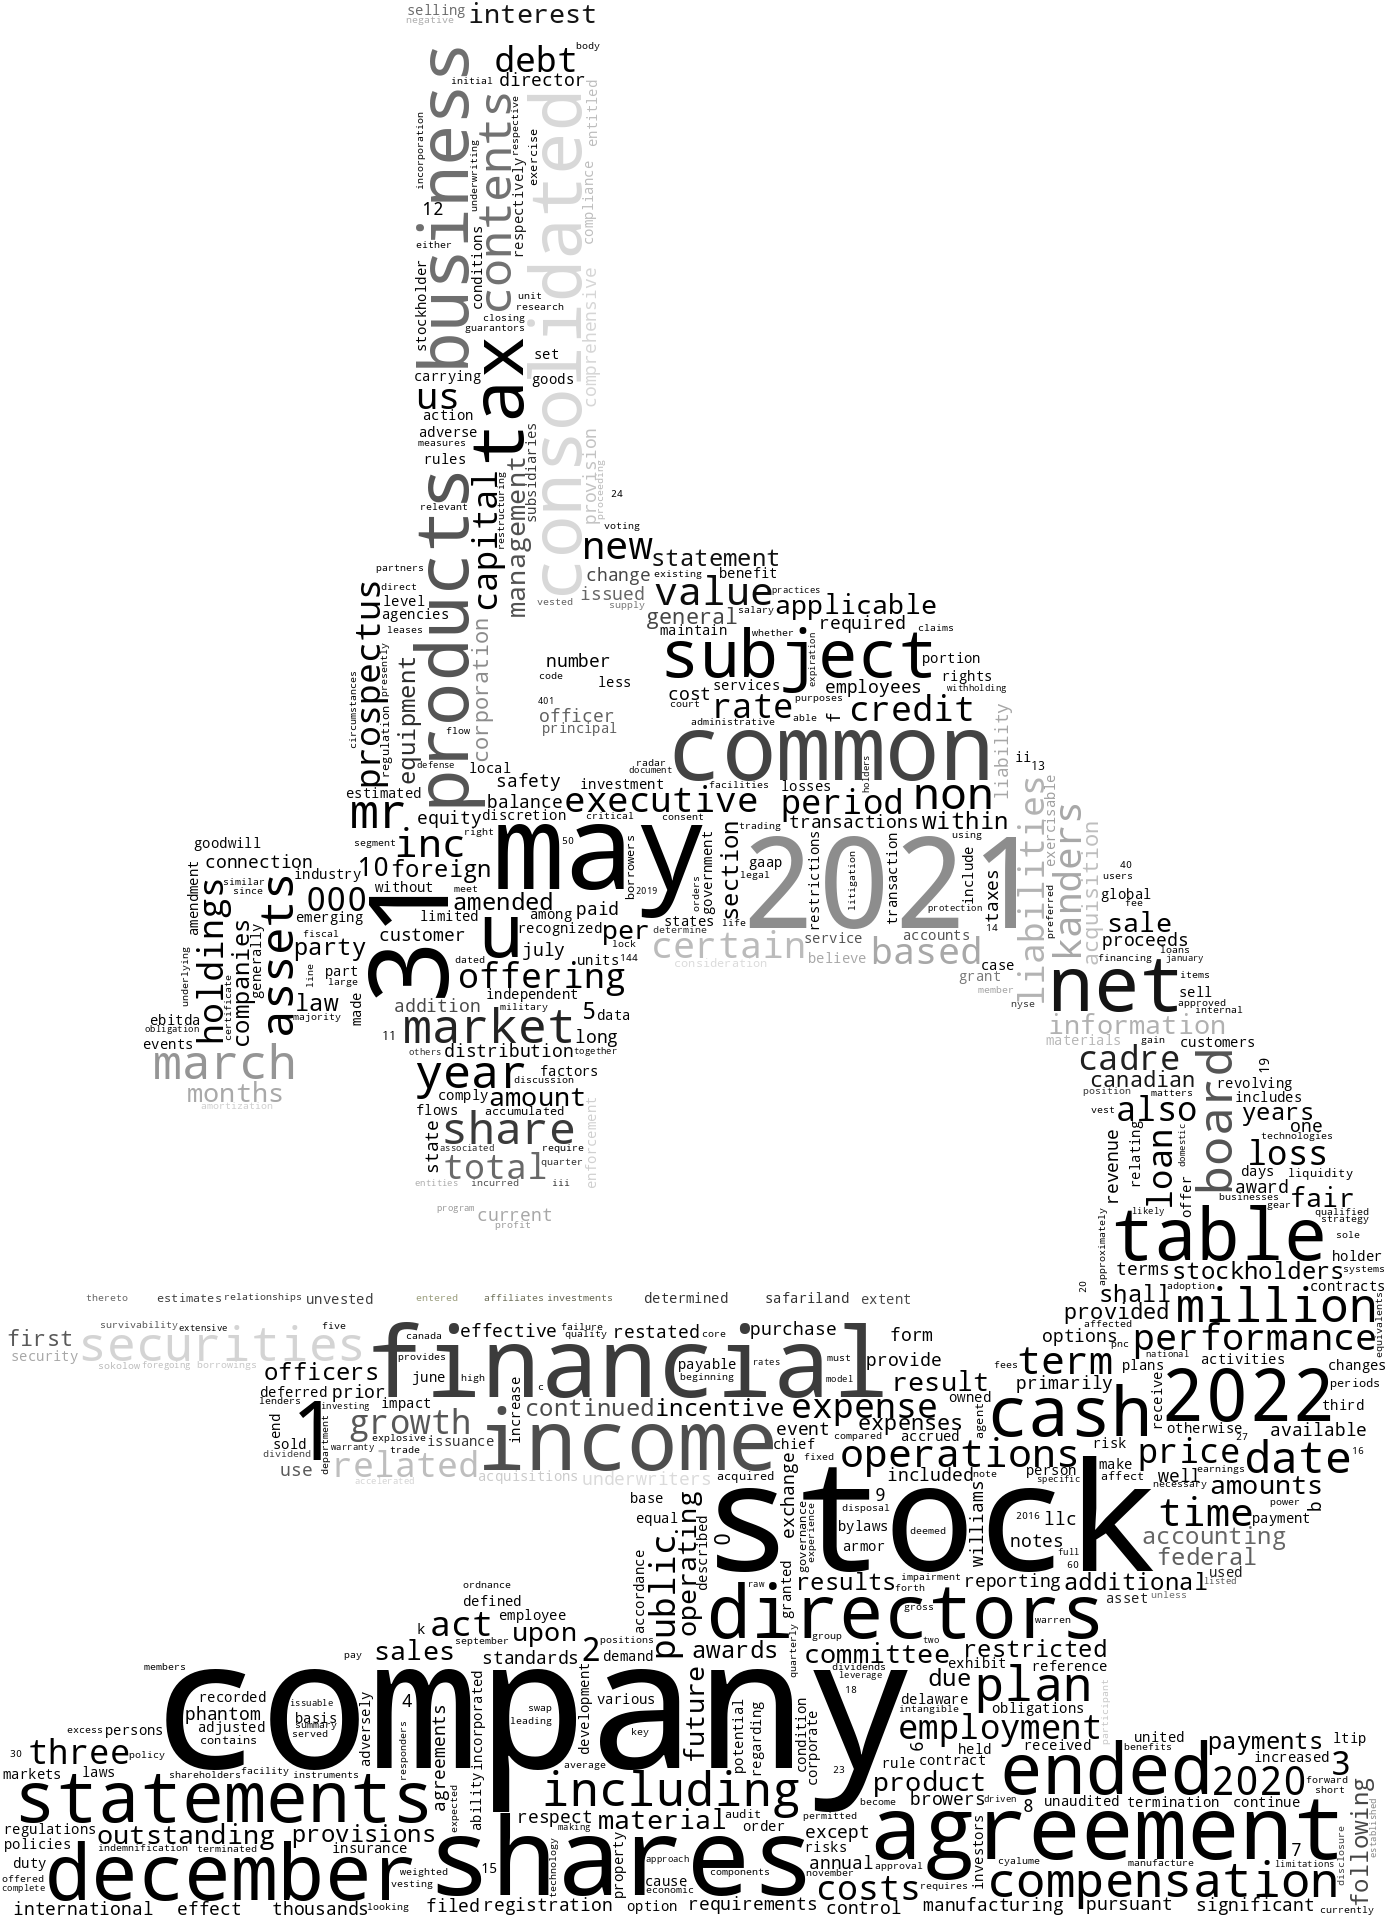 selling interest
negative
debt body
initial director
business contents consolidated
incorporation underwriting respective exercise entitled
respectively compliance
12
either
stockholder conditions
unit
research
closing
guarantors
comprehensive
tax set
carrying goods
us
action
adverse
measures
rules
products capital management subsidiaries provision
restructuring proceeding
relevant
24
voting
new statement
change existing benefit
issued value practices
vested supply salary applicable
general required
maintain whether claims
subject expiration portion
partners
direct
level
agencies
leases
prospectus
circumstances regulation presently
equipment corporation
flow
defense
number
code less
401
officer
principal
services employees rights
withholding
cost purposes
court rate able f credit
administrative
common liability
ii
13
local radar
document
safety investment facilities losses holders
estimated balance executive period non
mr equity discretion critical consent transactions within
inc right may 50 trading using
segment
goodwill
connection industry 10 foreign
similar
since
000 without meet
emerging limited amended
fiscal
amendment holdings companies generally assets
underlying certificate
party customer
31 u among paid
recognized per lock
july
borrowers 2019 orders government section
gaap
legal
2021 restrictions litigation transaction include taxes
protection 14
states life
determine
certain service accounts based
consideration believe
case
grant
member
nyse
liabilities exercisable preferred kanders acquisition
40
users
global
fee
sale
proceeds
financing loans
january
net items
sell
approved
internal
information
materials gain customers
line part
large
made
law
majority
ebitda
obligation
events
march
months
amortization
dated offering units 144
independent
addition military 5 data
11 market long
others distribution together
year factors
discussion
comply amount
flows accumulated
state share
associated require
total quarter
entities incurred iii
enforcement
program current
profit
cadre board 19
canadian revolving
position matters includes
vest also years
one
technologies
revenue relating loan domestic loss
days liquidity
offer award
businesses gear fair
likely qualified
strategy
approximately table sole
holder
terms stockholders systems
20 adoption contracts
shall
provided million equivalents
affected
thereto estimates relationships unvested entered affiliates investments determined safariland extent
survivability extensive five
first securities
security
sokolow foregoing borrowings
canada effective failure
quality restated core purchase form
financial
provides payable rates must provide
june high beginning model
officers
deferred prior impact
lenders investing
c increase
options performance
pnc
national activities
fees term plans changes
primarily periods
result
owned
continued incentive expense
1 growth income event expenses
end sold explosive issuance chief compared accrued
dividend department warranty trade fixed
use related acquisitions underwriters acquired
accelerated
agented cash received 2022 third
otherwise available
27
operations risk price date 16
included note person make well earnings
specific affect necessary amounts
power
time payment b
base
equal
public operating described 0 exchange
stock
9
disposal
bylaws deemed
armor
governance experience
williams 2016 llc
notes full
60
accounting
federal
used
listed
ordnance
defined
accordance
raw granted results impairment
forth reporting additional
asset unless
gross
directors warren
k act employee
upon
september
2 positions
demand
awards quarterly group
committee two restricted
dividends exhibit reference
leverage due plan
pay sales standards
members
company
recorded issuable
phantom basis
summary
adjusted served
contains
adversely 4
responders
agreements
expected
ability incorporated
swap
leading
development various
key
average
future potential regarding condition corporate
18
delaware
intangible obligations
participant
employment
excess persons
30 three policy
markets laws shareholders facility instruments
rule 6 held
contract received united
benefits payments ltip
23 product
become browers driven
ended increased 3
2020 forward
short
8 unaudited termination continue
statements including
regulations
policies outstanding provisions respect material audit
order permitted
making
indemnification terminated insurance
duty
offered
complete
december weighted
vesting
15 shares
technology property approach
cause
economic
components
november
except
risks
annual approval
costs requires
investors
agreement
cyalume manufacture 7
limitations
disclosure following established
compensation
international effect thousands looking filed registration option requirements control manufacturing pursuant significant currently